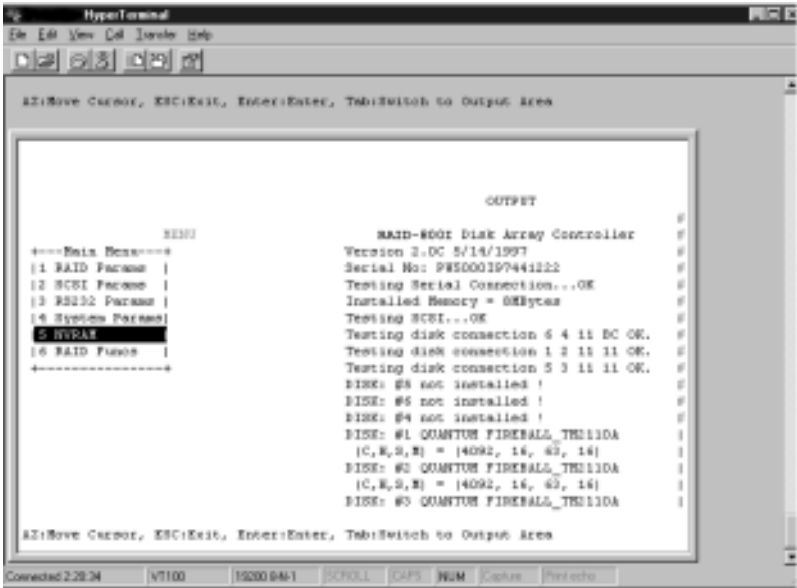 HyperTerminal
File Edit View Call Transfer Help
AZ:Move Cursor, ESC:Exit, Enter:Enter, Tab:Switch to Output Area
OUTPUT
MENU
RAID-800I Disk Array Controller
+---Main Menu---+
Version 2.0C 5/14/1997
|1 RAID Params |
Serial No:
|2 SCSI Params |
Testing Serial Connection...OK
|3 RS232 Params |
Installed Memory = 8MBytes
|4 System Params|
Testing SCSI...OK
5 NVRAM
Testing disk connection 6 4 11 DC OK.
|6 RAID Funcs |
Testing disk connection 1 2 11 11 OK.
+---------------+
Testing disk connection 5 3 11 11 OK.
DISK: #5 not installed !
DISK: #6 not installed !
DISK: #4 not installed !
DISK: #1 QUANTUM FIREBALL_TM2110A
(C,H,S,M) = (4092, 16, 63, 16)
DISK: #2 QUANTUM FIREBALL_TM2110A
(C,H,S,M) = (4092, 16, 63, 16)
DISK: #3 QUANTUM FIREBALL_TM2110A
AZ:Move Cursor, ESC:Exit, Enter:Enter, Tab:Switch to Output Area
Connected 2:28:34 VT100 19200 8-N-1 SCROLL CAPS NUM Capture Print echo